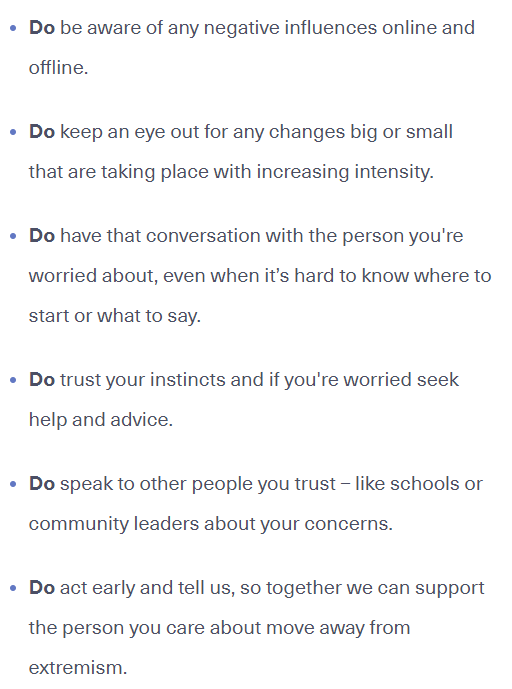 • Do be aware of any negative influences online and
offline.
• Do keep an eye out for any changes big or small
that are taking place with increasing intensity.
• Do have that conversation with the person you're
worried about, even when it’s hard to know where to
start or what to say.
• Do trust your instincts and if you're worried seek
help and advice.
• Do speak to other people you trust – like schools or
community leaders about your concerns.
• Do act early and tell us, so together we can support
the person you care about move away from
extremism.